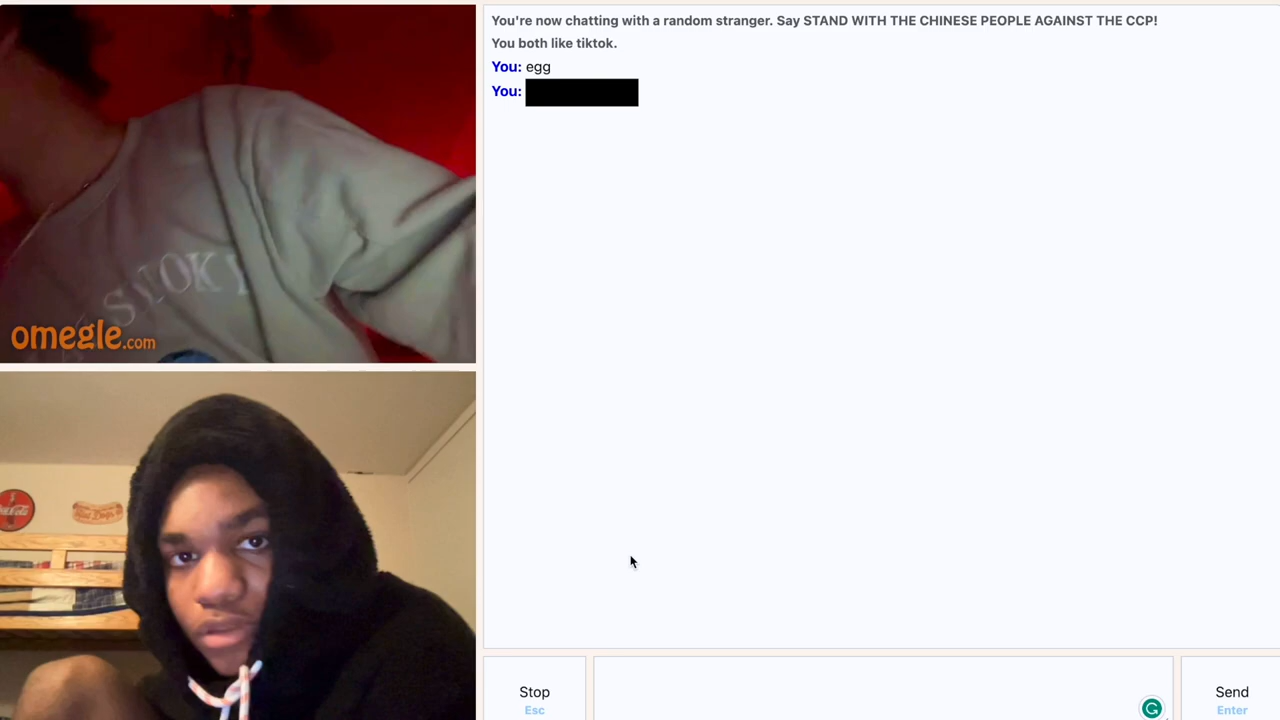 You're now chatting with a random stranger. Say STAND WITH THE CHINESE PEOPLE AGAINST THE CCP!
You both like tiktok.
You: egg
You:
omegle.com
Stop
Esc
Send
Enter